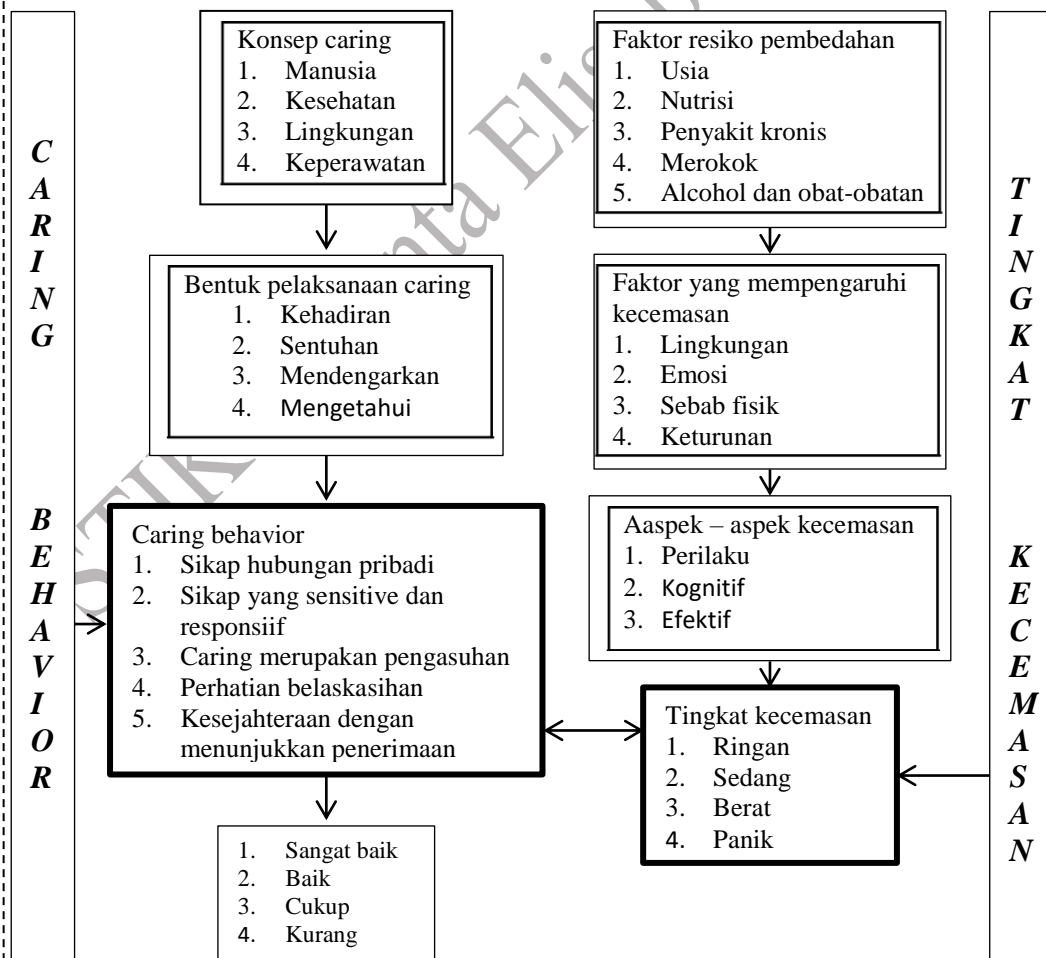 CARING BEHAVIOR
Konsep caring
1. Manusia
2. Kesehatan
3. Lingkungan
4. Keperawatan
Bentuk pelaksanaan caring
1. Kehadiran
2. Sentuhan
3. Mendengarkan
4. Mengetahui
Caring behavior
1. Sikap hubungan pribadi
2. Sikap yang sensitive dan
responsiif
3. Caring merupakan pengasuhan
4. Perhatian belaskasihan
5. Kesejahteraan dengan
menunjukkan penerimaan
1. Sangat baik
2. Baik
3. Cukup
4. Kurang
Faktor resiko pembedahan
1. Usia
2. Nutrisi
3. Penyakit kronis
4. Merokok
5. Alcohol dan obat-obatan
Faktor yang mempengaruhi
kecemasan
1. Lingkungan
2. Emosi
3. Sebab fisik
4. Keturunan
Aaspek – aspek kecemasan
1. Perilaku
2. Kognitif
3. Efektif
Tingkat kecemasan
1. Ringan
2. Sedang
3. Berat
4. Panik
TINGKAT KECEMASAN